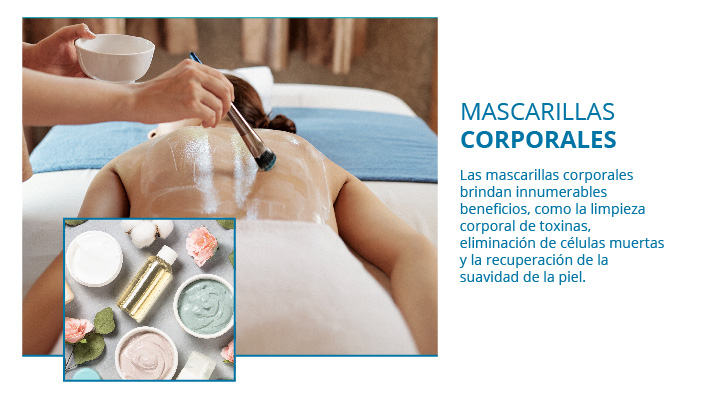 MASCARILLAS
CORPORALES
Las mascarillas corporales
brindan innumerables
beneficios, como la limpieza
corporal de toxinas,
eliminación de células muertas
y la recuperación de la
suavidad de la piel.